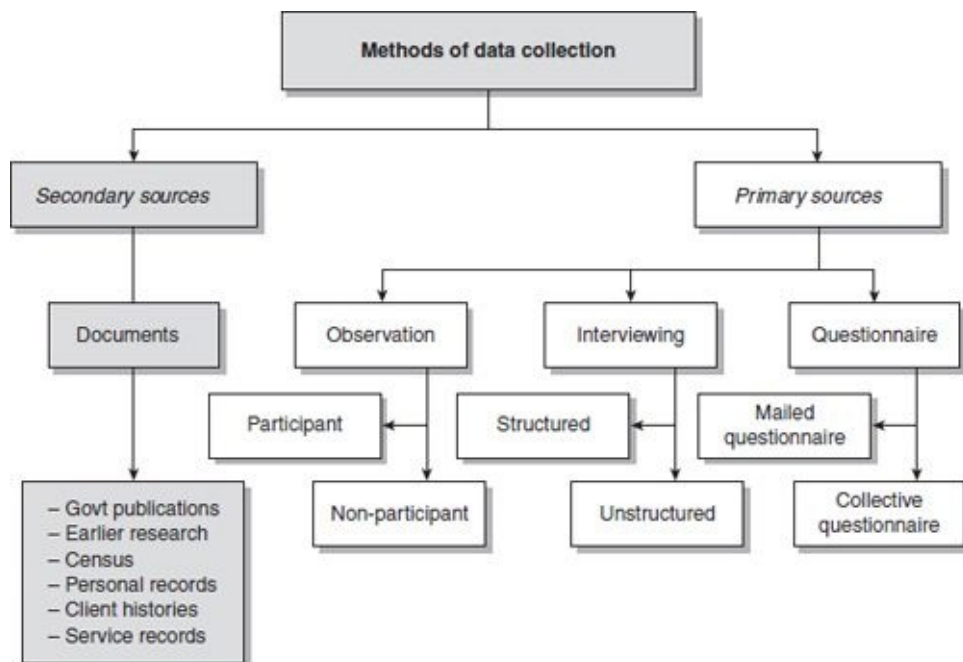 Methods of data collection
Secondary sources
Primary sources
Documents
Observation
Interviewing
Questionnaire
Participant
Structured
Mailed
questionnaire
– Govt publications
– Earlier research
– Census
– Personal records
– Client histories
– Service records
Non-participant
Unstructured
Collective
questionnaire